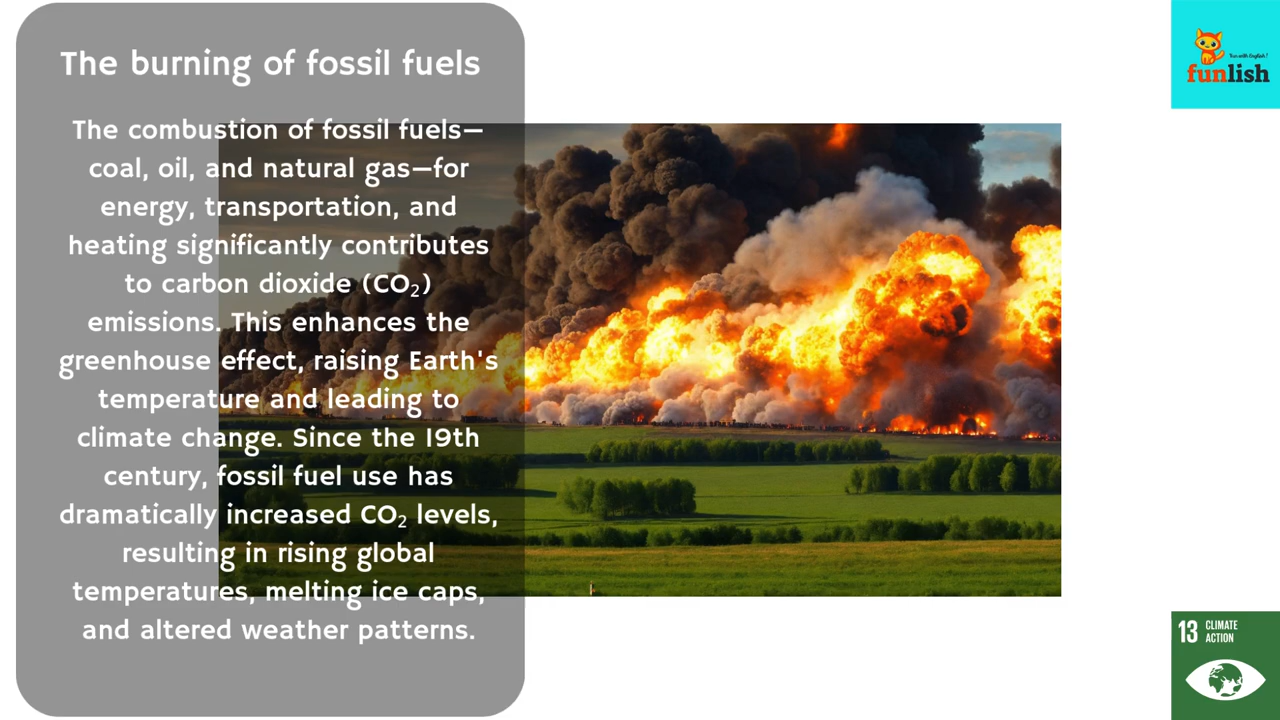 The burning of fossil fuels
The combustion of fossil fuels—
coal, oil, and natural gas—for
energy, transportation, and
heating significantly contributes
to carbon dioxide (CO₂)
emissions. This enhances the
greenhouse effect, raising Earth's
temperature and leading to
climate change. Since the 19th
century, fossil fuel use has
dramatically increased CO₂ levels,
resulting in rising global
temperatures, melting ice caps,
and altered weather patterns.
Fun with English!
funlish
13 CLIMATE
ACTION